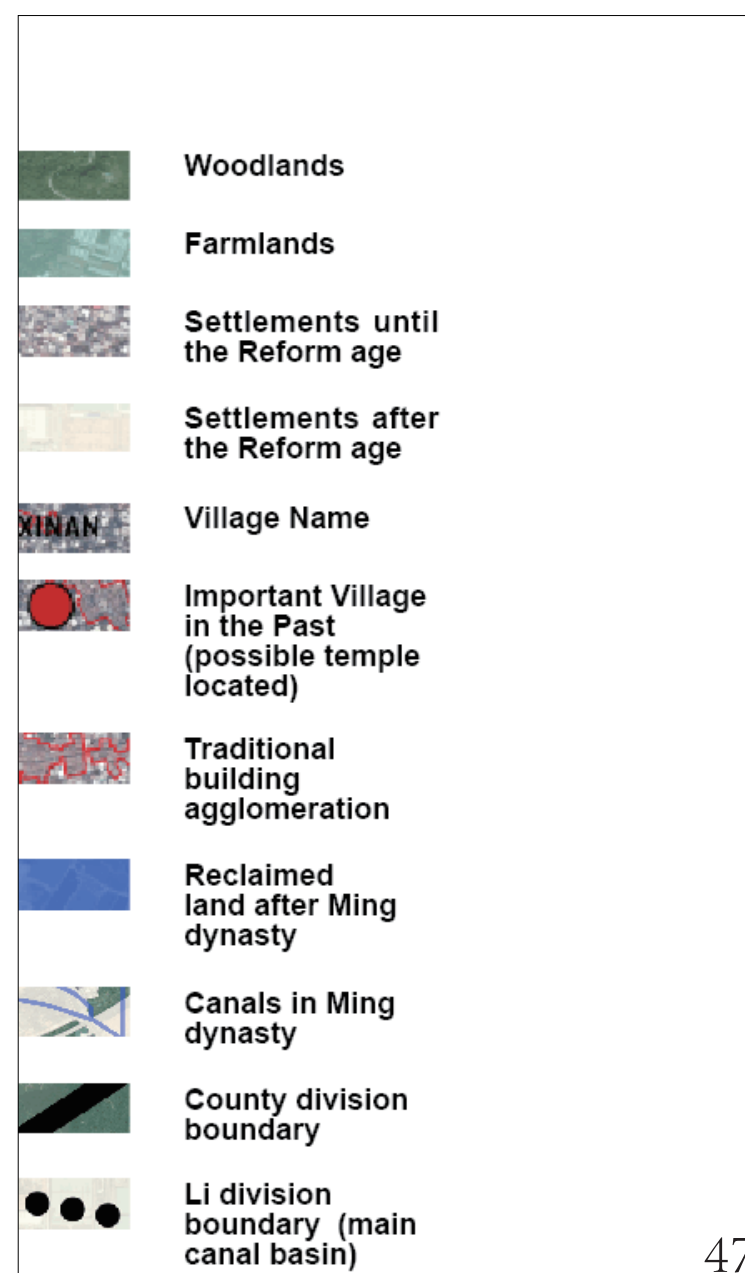 Woodlands
Farmlands
Settlements until
the Reform age
Settlements after
the Reform age
XINAN
Village Name
Important Village
in the Past
(possible temple
located)
Traditional
building
agglomeration
Reclaimed
land after Ming
dynasty
Canals in Ming
dynasty
County division
boundary
Li division
boundary (main
canal basin)
47